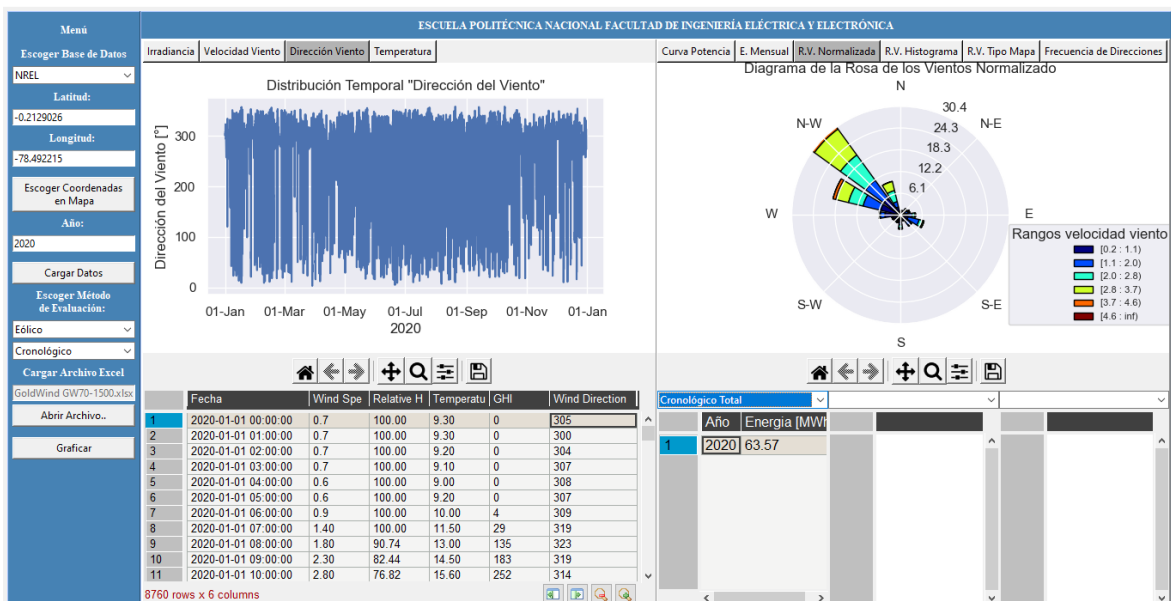 ESCUELA POLITÉCNICA NACIONAL FACULTAD DE INGENIERÍA ELÉCTRICA Y ELECTRÓNICA
Menú
Escoger Base de Datos
NREL
Latitud:
-0.2129026
Longitud:
-78.492215
Escoger Coordenadas
en Mapa
Año:
2020
Cargar Datos
Escoger Método
de Evaluación:
Eólico
Cronológico
Cargar Archivo Excel
GoldWind GW70-1500.xlsx
Abrir Archivo..
Graficar
Irradiancia Velocidad Viento Dirección Viento Temperatura
Distribución Temporal "Dirección del Viento"
Dirección del Viento [°]
300
200
100
0
01-Jan 01-Mar 01-May 01-Jul 01-Sep 01-Nov 01-Jan
2020
Fecha Wind Spe Relative H Temperatu GHI Wind Direction
1 2020-01-01 00:00:00 0.7 100.00 9.30 0 305
2 2020-01-01 01:00:00 0.7 100.00 9.30 0 300
3 2020-01-01 02:00:00 0.7 100.00 9.20 0 304
4 2020-01-01 03:00:00 0.7 100.00 9.10 0 307
5 2020-01-01 04:00:00 0.6 100.00 9.00 0 308
6 2020-01-01 05:00:00 0.6 100.00 9.20 0 307
7 2020-01-01 06:00:00 0.9 100.00 10.00 4 309
8 2020-01-01 07:00:00 1.40 100.00 11.50 29 319
9 2020-01-01 08:00:00 1.80 90.74 13.00 135 323
10 2020-01-01 09:00:00 2.30 82.44 14.50 183 319
11 2020-01-01 10:00:00 2.80 76.82 15.60 252 314
8760 rows x 6 columns
Curva Potencia E. Mensual R.V. Normalizada R.V. Histograma R.V. Tipo Mapa Frecuencia de Direcciones
Diagrama de la Rosa de los Vientos Normalizado
N
30.4
N-W 24.3 N-E
18.3
12.2
6.1
W E
Rangos velocidad viento
[0.2 : 1.1)
[1.1 : 2.0)
[2.0 : 2.8)
[2.8 : 3.7)
[3.7 : 4.6)
[4.6 : inf)
S-W S-E
S
Cronológico Total
Año Energia [MWh
1 2020 63.57